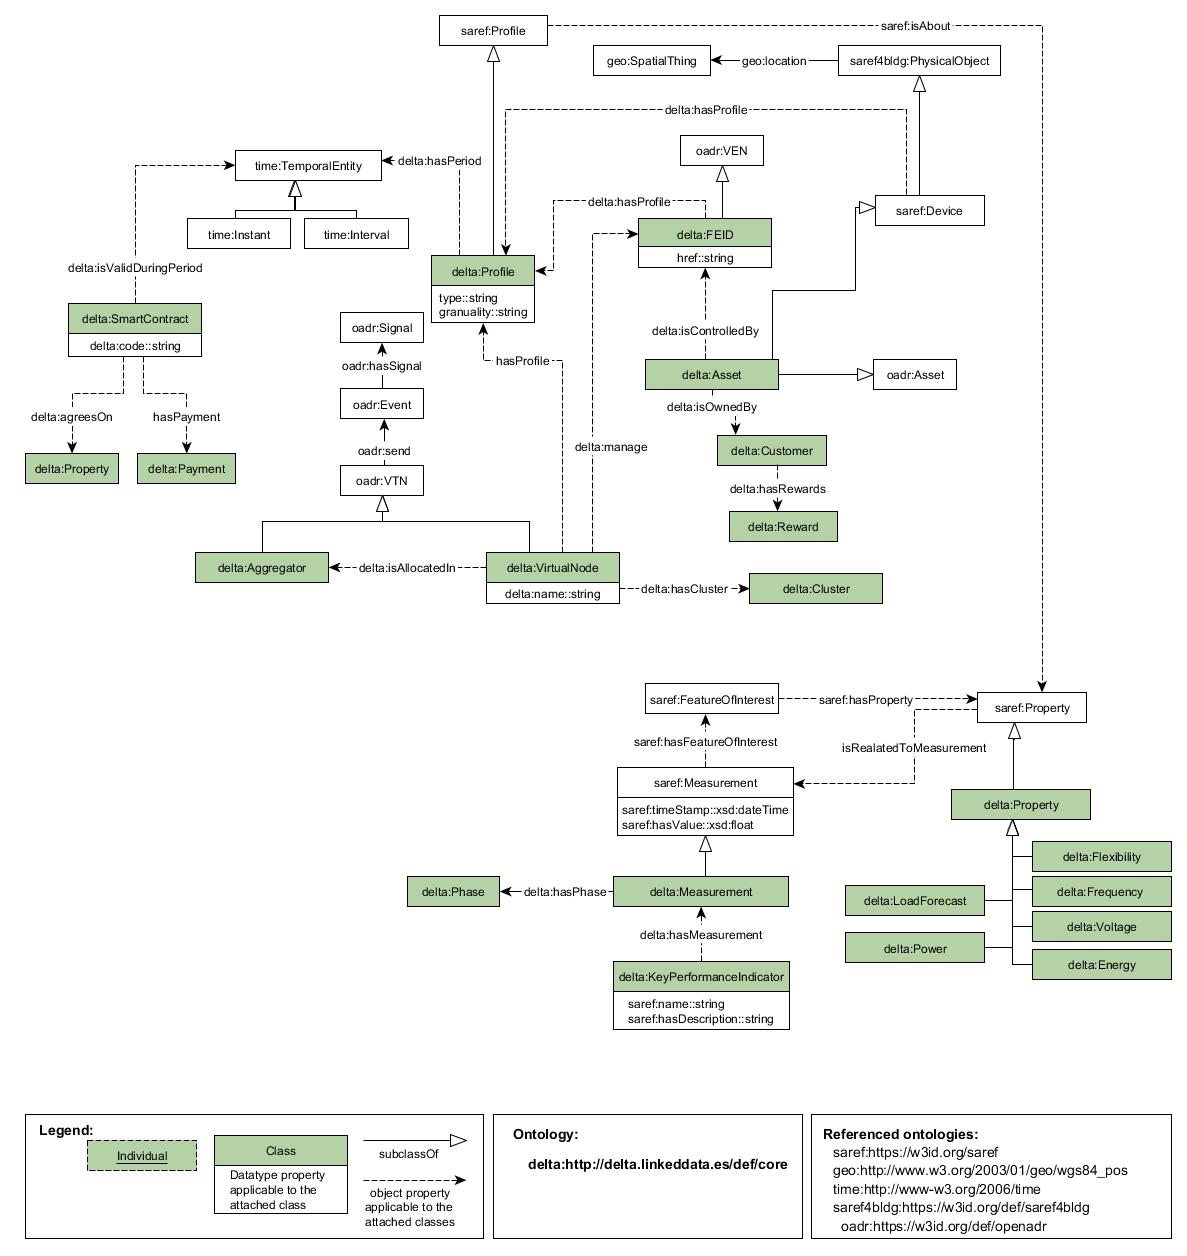 saref:Profile
saref:isAbout
geo:SpatialThing
geo:location
saref4bldg:PhysicalObject
delta:hasProfile
time:TemporalEntity
delta:hasPeriod
oadr:VEN
time:Instant
time:Interval
delta:hasProfile
saref:Device
delta:FEID
href::string
delta:isValidDuringPeriod
delta:Profile
type::string
granuality::string
delta:SmartContract
delta:code::string
oadr:Signal
delta:isControlledBy
oadr:hasSignal
hasProfile
delta:Asset
oadr:Asset
delta:agreesOn
hasPayment
oadr:Event
delta:isOwnedBy
oadr:send
delta:manage
delta:Customer
delta:Property
delta:Payment
oadr:VTN
delta:hasRewards
delta:Reward
delta:Aggregator
delta:isAllocatedIn
delta:VirtualNode
delta:name::string
delta:hasCluster
delta:Cluster
saref:FeatureOfInterest
saref:hasProperty
saref:Property
saref:hasFeatureOfInterest
isRealatedToMeasurement
saref:Measurement
saref:timeStamp::xsd:dateTime
saref:hasValue::xsd:float
delta:Property
delta:Flexibility
delta:Phase
delta:hasPhase
delta:Measurement
delta:LoadForecast
delta:Frequency
delta:Voltage
delta:hasMeasurement
delta:Power
delta:Energy
delta:KeyPerformanceIndicator
saref:name::string
saref:hasDescription::string
Legend:
Individual
Class
Datatype property
applicable to the
attached class
subclassOf
object property
applicable to the
attached classes
Ontology:
delta:http://delta.linkeddata.es/def/core
Referenced ontologies:
saref:https://w3id.org/saref
geo:http://www.w3.org/2003/01/geo/wgs84_pos
time:http://www-w3.org/2006/time
saref4bldg:https://w3id.org/def/saref4bldg
oadr:https://w3id.org/def/openadr